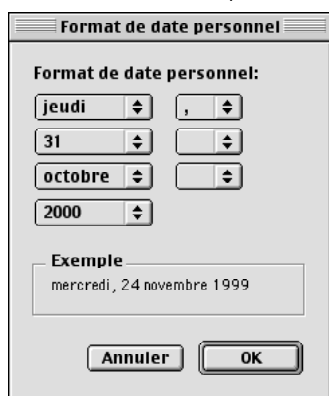 Format de date personnel
Format de date personnel:
jeudi ,
31
octobre
2000
Exemple
mercredi, 24 novembre 1999
Annuler OK